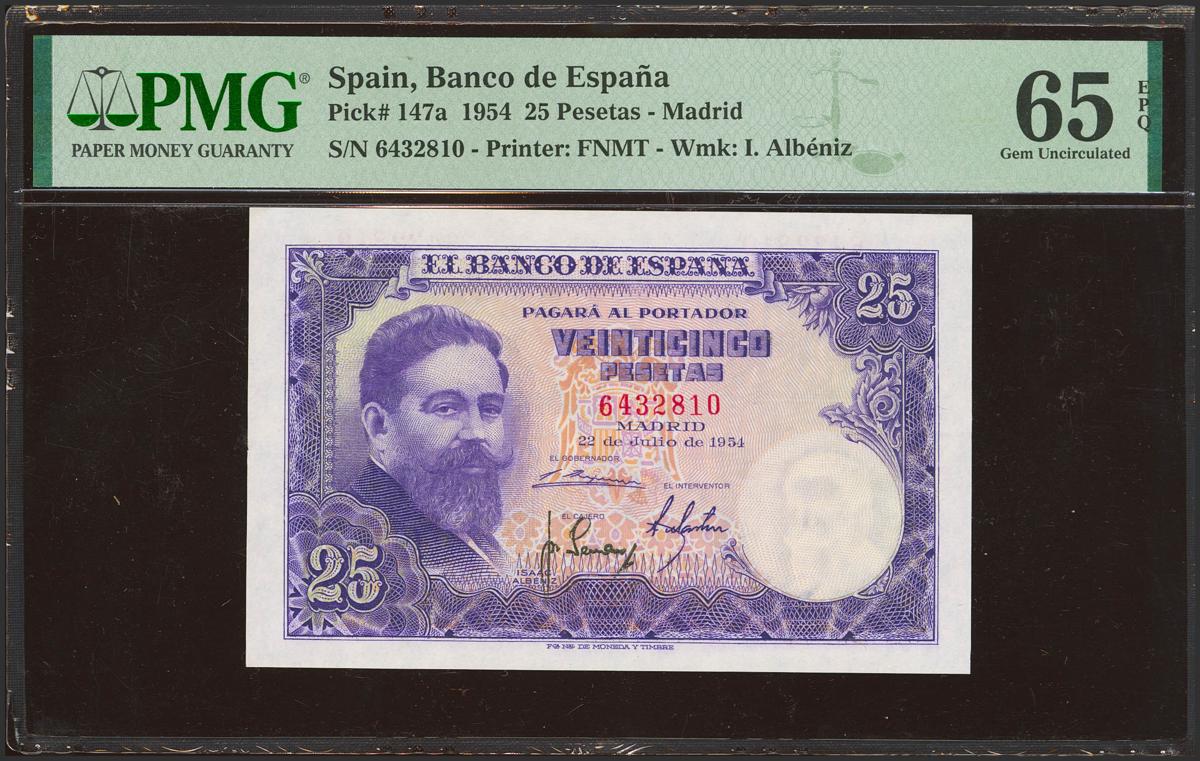 PMG®
PAPER MONEY GUARANTY
Spain, Banco de España
Pick# 147a 1954 25 Pesetas - Madrid
S/N 6432810 - Printer: FNMT - Wmk: I. Albéniz
65
EPQ
Gem Uncirculated
EL BANCO DE ESPAÑA
25
PAGARÁ AL PORTADOR
VEINTICINCO
PESETAS
6432810
MADRID
22 de Julio de 1954
EL GOBERNADOR
EL INTERVENTOR
EL CAJERO
ISAAC
ALBÉNIZ
25
FCA NAL DE MONEDA Y TIMBRE